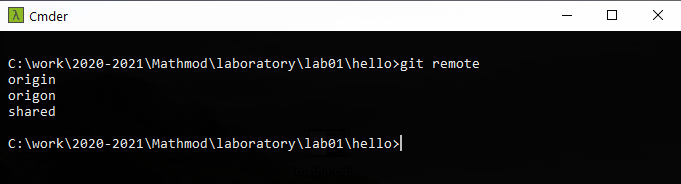 λ Cmder
C:\work\2020-2021\Mathmod\laboratory\lab01\hello>git remote
origin
origon
shared
C:\work\2020-2021\Mathmod\laboratory\lab01\hello>